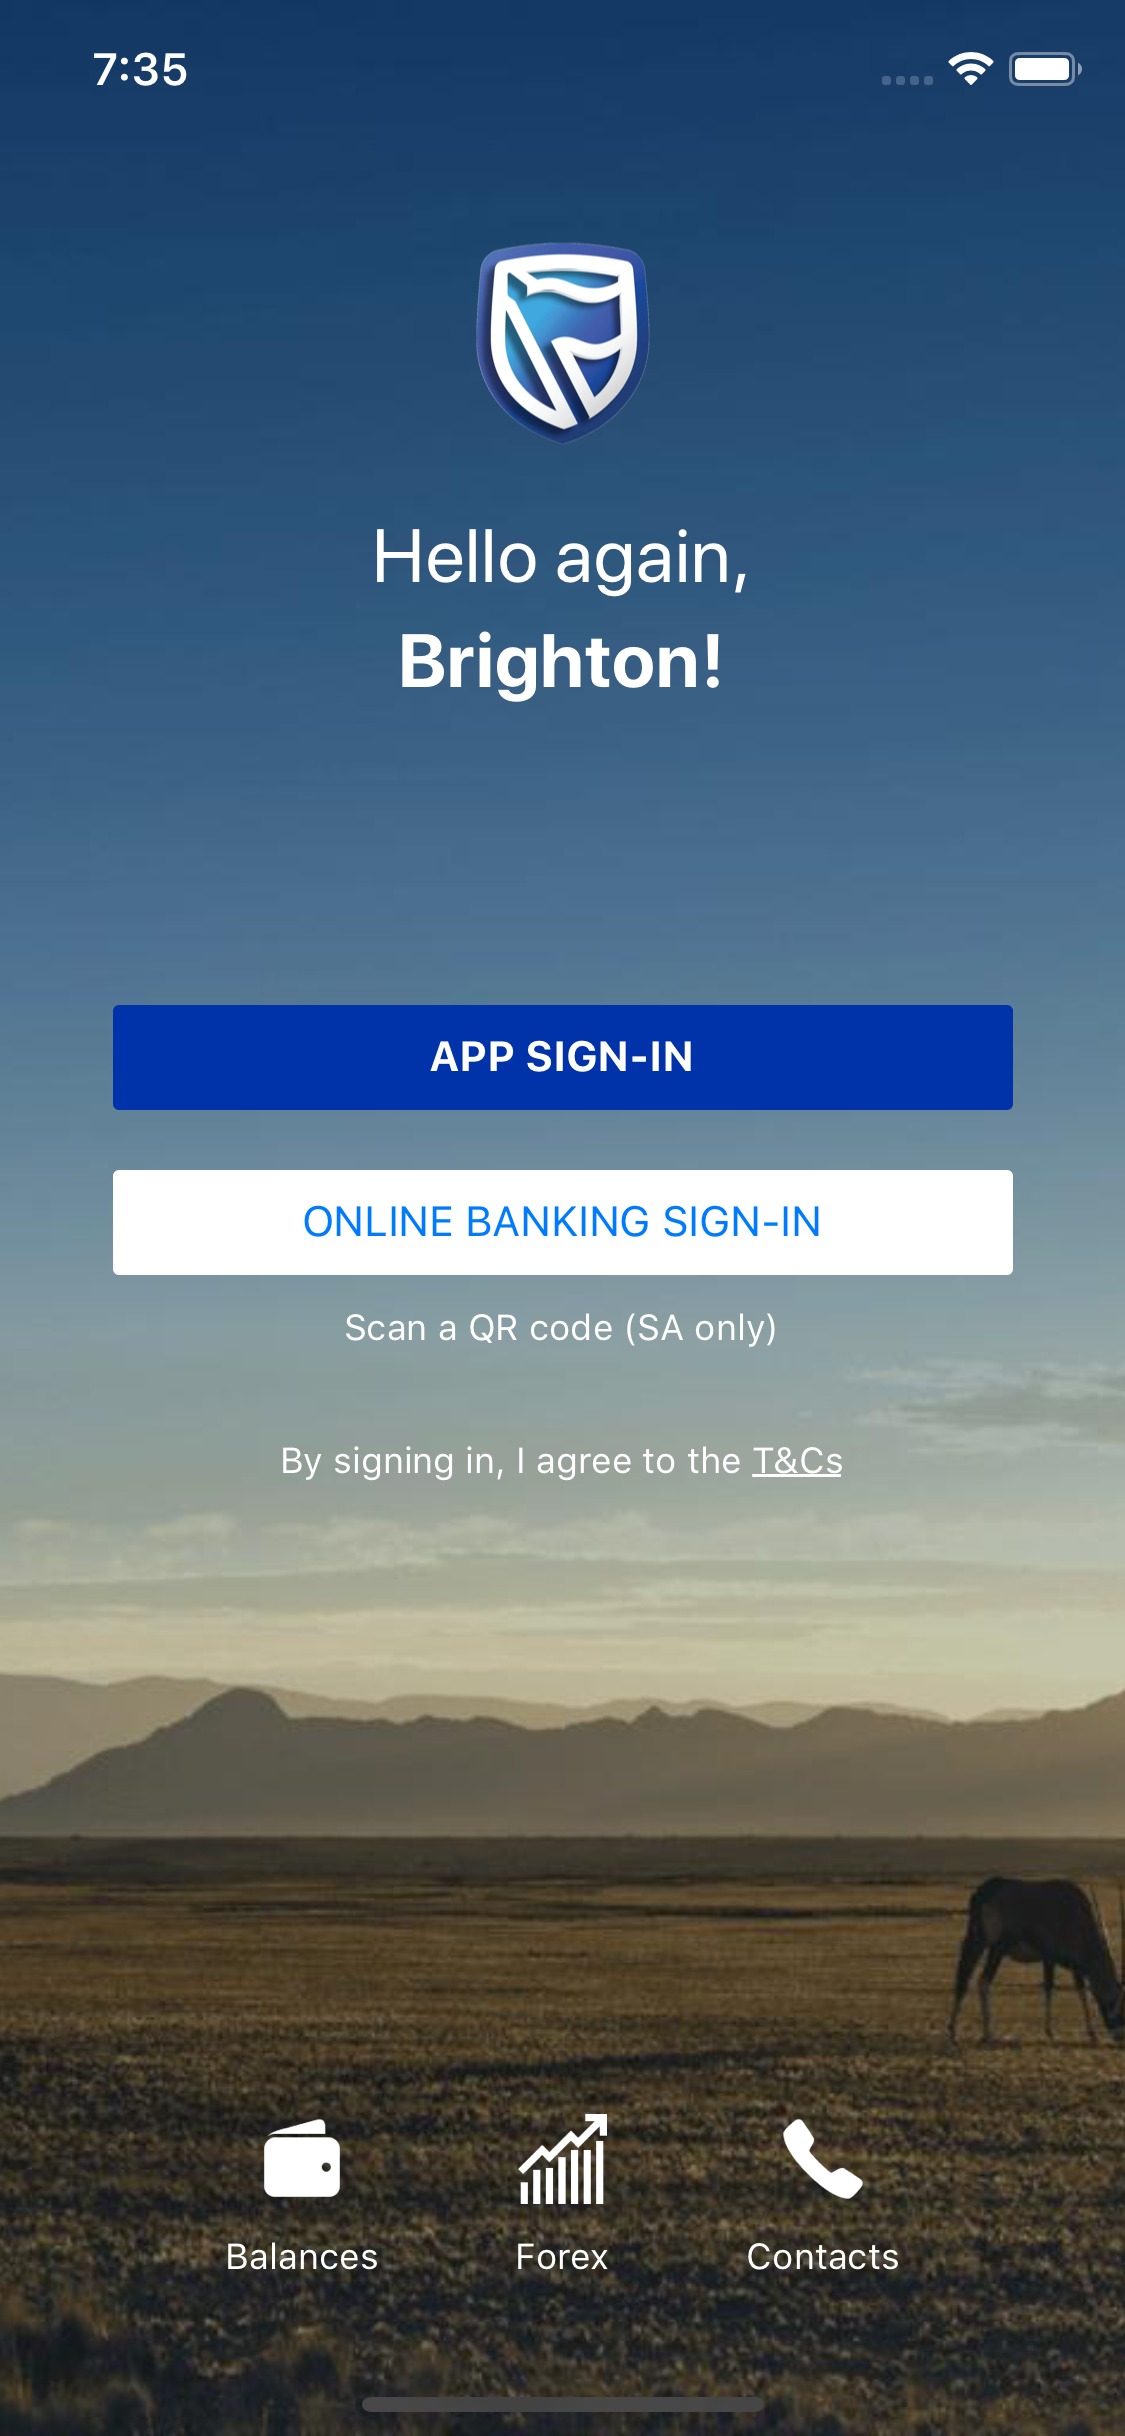 7:35
Hello again,
Brighton!
APP SIGN-IN
ONLINE BANKING SIGN-IN
Scan a QR code (SA only)
By signing in, I agree to the T&Cs
Balances
Forex
Contacts